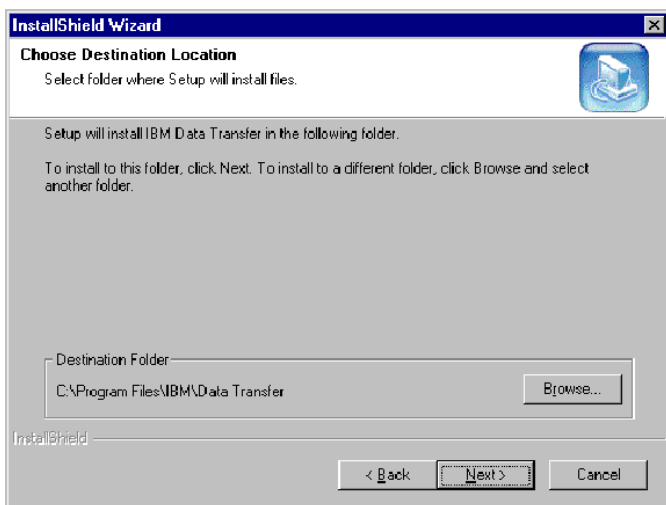 InstallShield Wizard
Choose Destination Location
Select folder where Setup will install files.
Setup will install IBM Data Transfer in the following folder.
To install to this folder, click Next. To install to a different folder, click Browse and select
another folder.
Destination Folder
C:\Program Files\IBM\Data Transfer
Browse...
InstallShield
< Back
Next >
Cancel